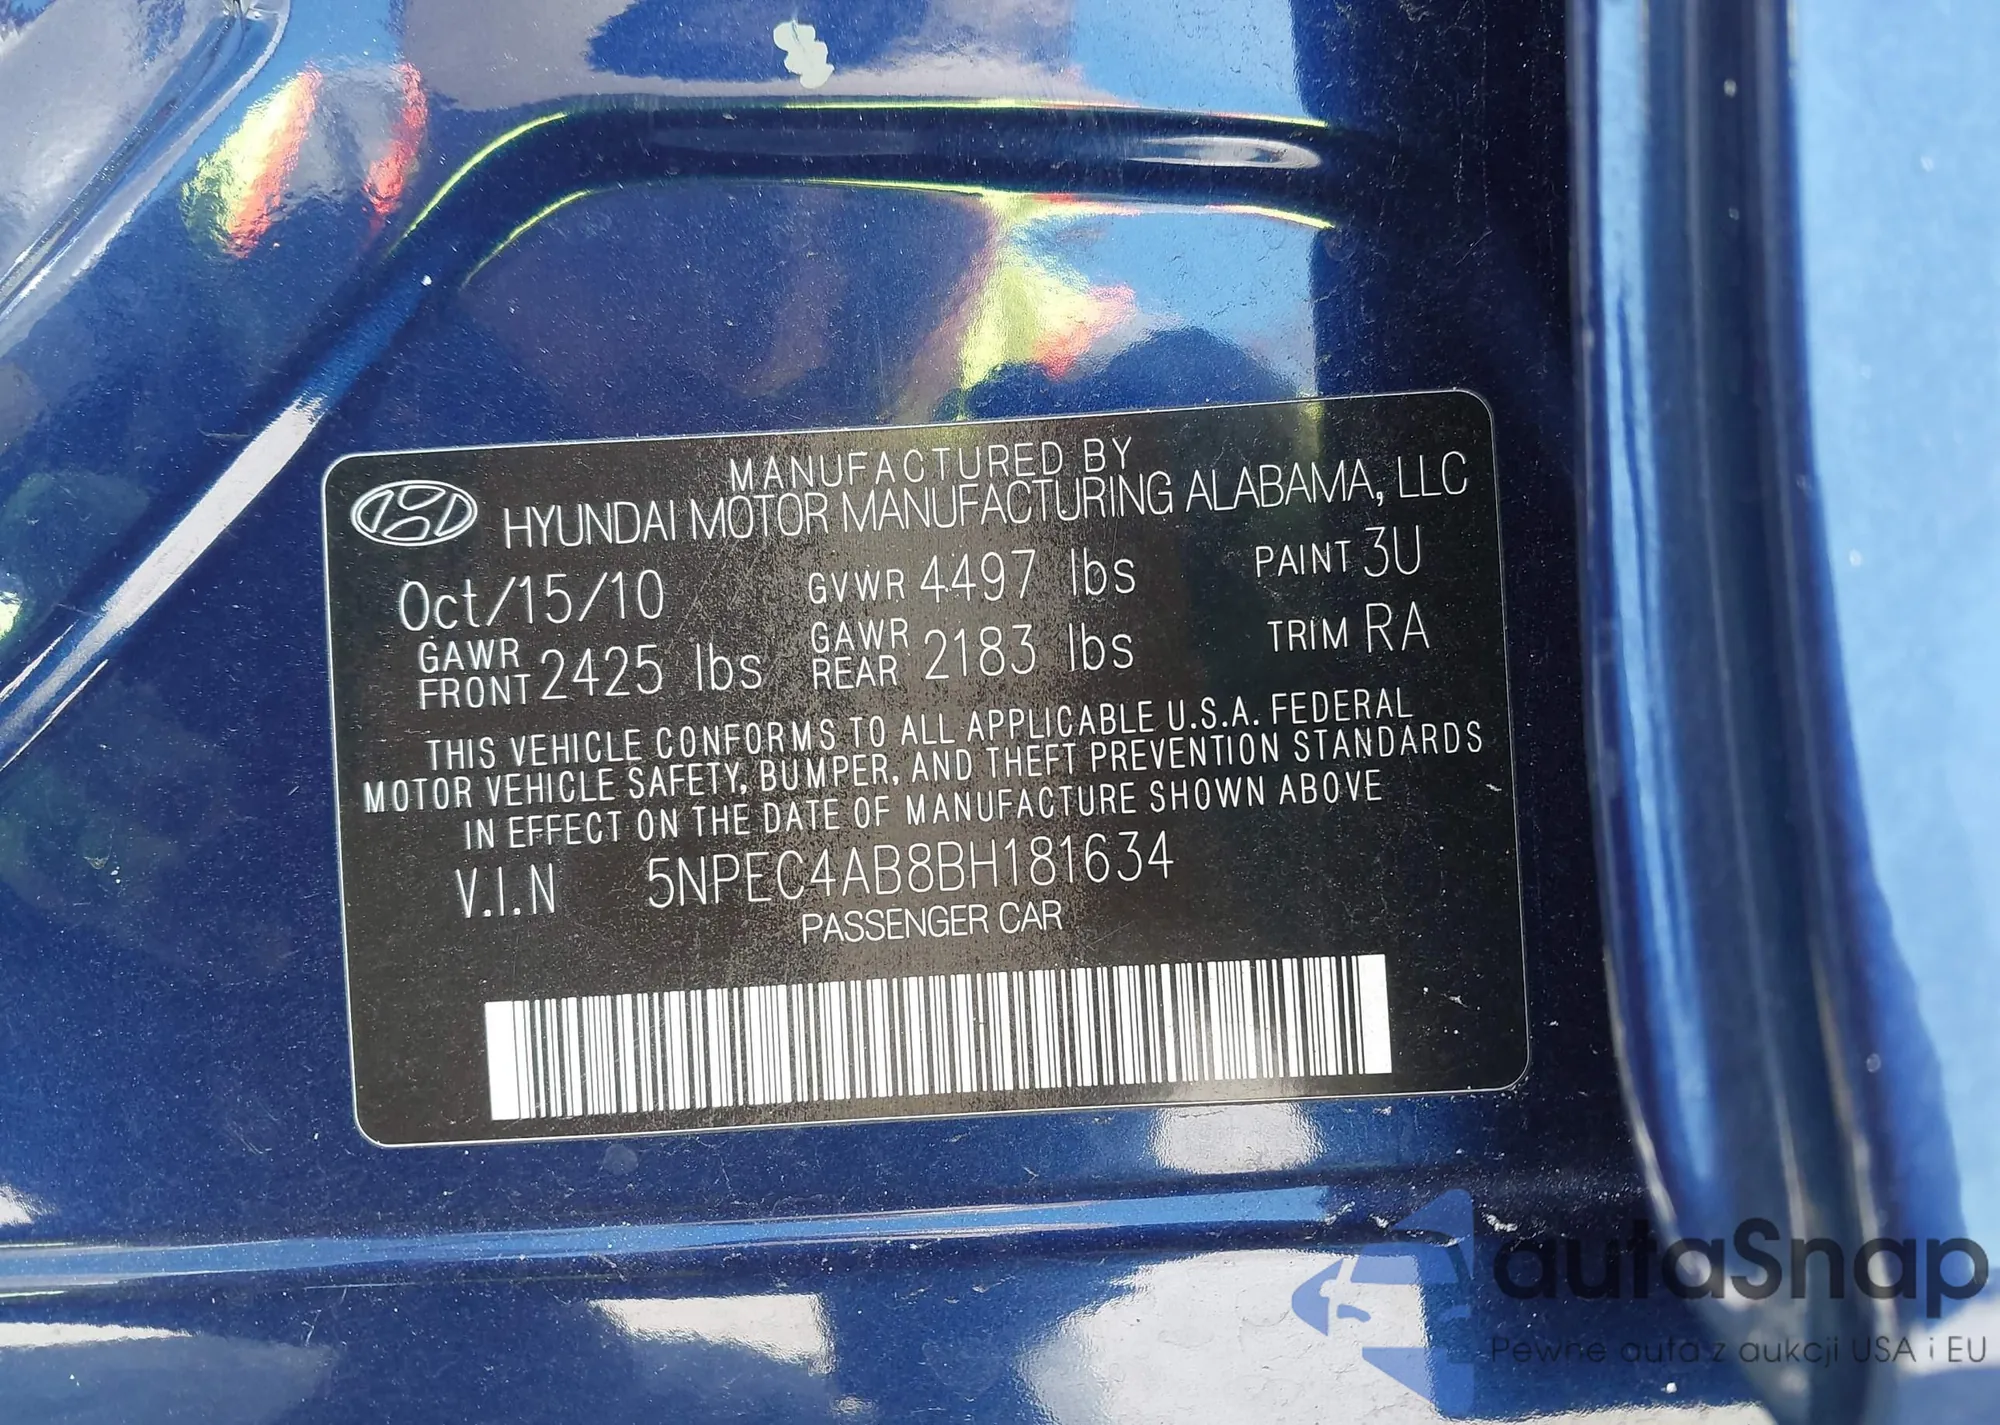 MANUFACTURED BY
HYUNDAI MOTOR MANUFACTURING ALABAMA, LLC
Oct/15/10 GVWR 4497 lbs PAINT 3U
GAWR FRONT 2425 lbs GAWR REAR 2183 lbs TRIM RA
THIS VEHICLE CONFORMS TO ALL APPLICABLE U.S.A. FEDERAL
MOTOR VEHICLE SAFETY, BUMPER, AND THEFT PREVENTION STANDARDS
IN EFFECT ON THE DATE OF MANUFACTURE SHOWN ABOVE
V.I.N 5NPEC4AB8BH181634
PASSENGER CAR
autaSnap
Pewne auta z aukcji USA i EU